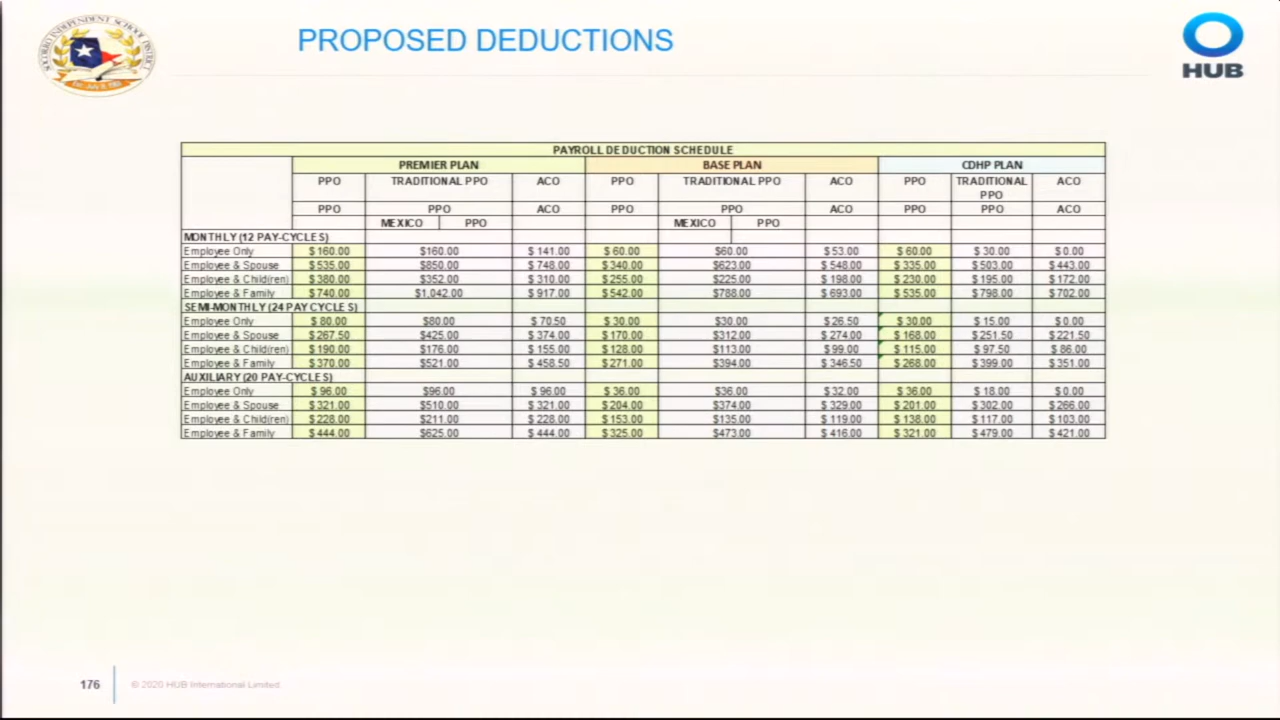 SOCORRO INDEPENDENT SCHOOL DISTRICT
PROPOSED DEDUCTIONS
HUB
PAYROLL DEDUCTION SCHEDULE
PREMIER PLAN BASE PLAN CDHP PLAN
PPO TRADITIONAL PPO ACO PPO TRADITIONAL PPO ACO PPO TRADITIONAL PPO ACO
PPO PPO ACO PPO PPO ACO PPO PPO ACO
MEXICO PPO MEXICO PPO
MONTHLY (12 PAY-CYCLES)
Employee Only $160.00 $160.00 $141.00 $60.00 $60.00 $53.00 $60.00 $30.00 $0.00
Employee & Spouse $535.00 $850.00 $748.00 $340.00 $623.00 $548.00 $335.00 $503.00 $443.00
Employee & Child(ren) $380.00 $352.00 $310.00 $255.00 $225.00 $198.00 $230.00 $195.00 $172.00
Employee & Family $740.00 $1,042.00 $917.00 $542.00 $788.00 $693.00 $535.00 $798.00 $702.00
SEMI-MONTHLY (24 PAY CYCLES)
Employee Only $80.00 $80.00 $70.50 $30.00 $30.00 $26.50 $30.00 $15.00 $0.00
Employee & Spouse $267.50 $425.00 $374.00 $170.00 $312.00 $274.00 $168.00 $251.50 $221.50
Employee & Child(ren) $190.00 $176.00 $155.00 $128.00 $113.00 $99.00 $115.00 $97.50 $86.00
Employee & Family $370.00 $521.00 $458.50 $271.00 $394.00 $346.50 $268.00 $399.00 $351.00
AUXILIARY (20 PAY-CYCLES)
Employee Only $96.00 $96.00 $96.00 $36.00 $36.00 $32.00 $36.00 $18.00 $0.00
Employee & Spouse $321.00 $510.00 $321.00 $204.00 $374.00 $329.00 $201.00 $302.00 $266.00
Employee & Child(ren) $228.00 $211.00 $228.00 $153.00 $135.00 $119.00 $138.00 $117.00 $103.00
Employee & Family $444.00 $625.00 $444.00 $325.00 $473.00 $416.00 $321.00 $479.00 $421.00
176 © 2020 HUB International Limited.